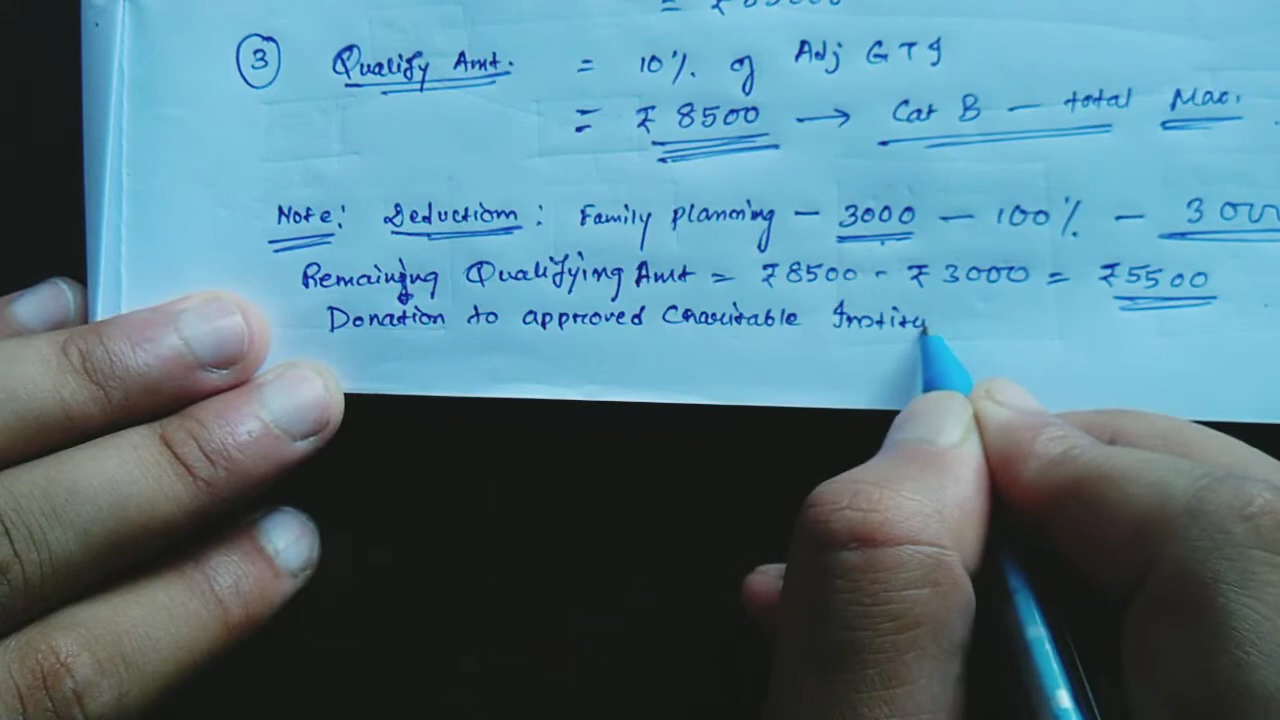 = ₹85000
③ Qualify Amt. = 10% of Adj GTI
= ₹ 8500 → Cat B — total Max.
Note: Deduction: Family planning — 3000 — 100% — 3000
Remaining Qualifying Amt = ₹8500 - ₹3000 = ₹5500
Donation to approved Charitable Institu